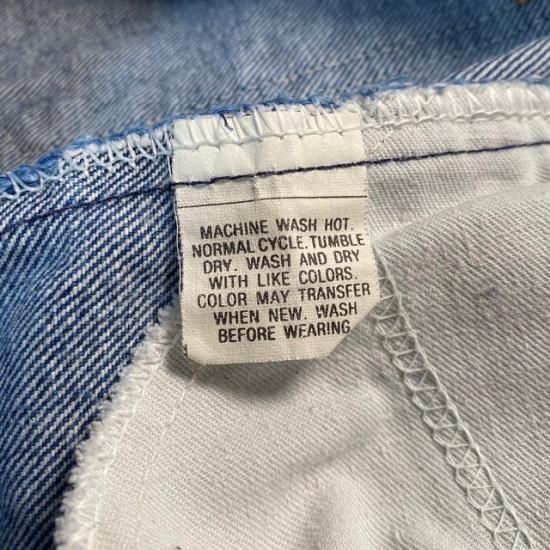 MACHINE WASH HOT.
NORMAL CYCLE. TUMBLE
DRY. WASH AND DRY
WITH LIKE COLORS.
COLOR MAY TRANSFER
WHEN NEW. WASH
BEFORE WEARING